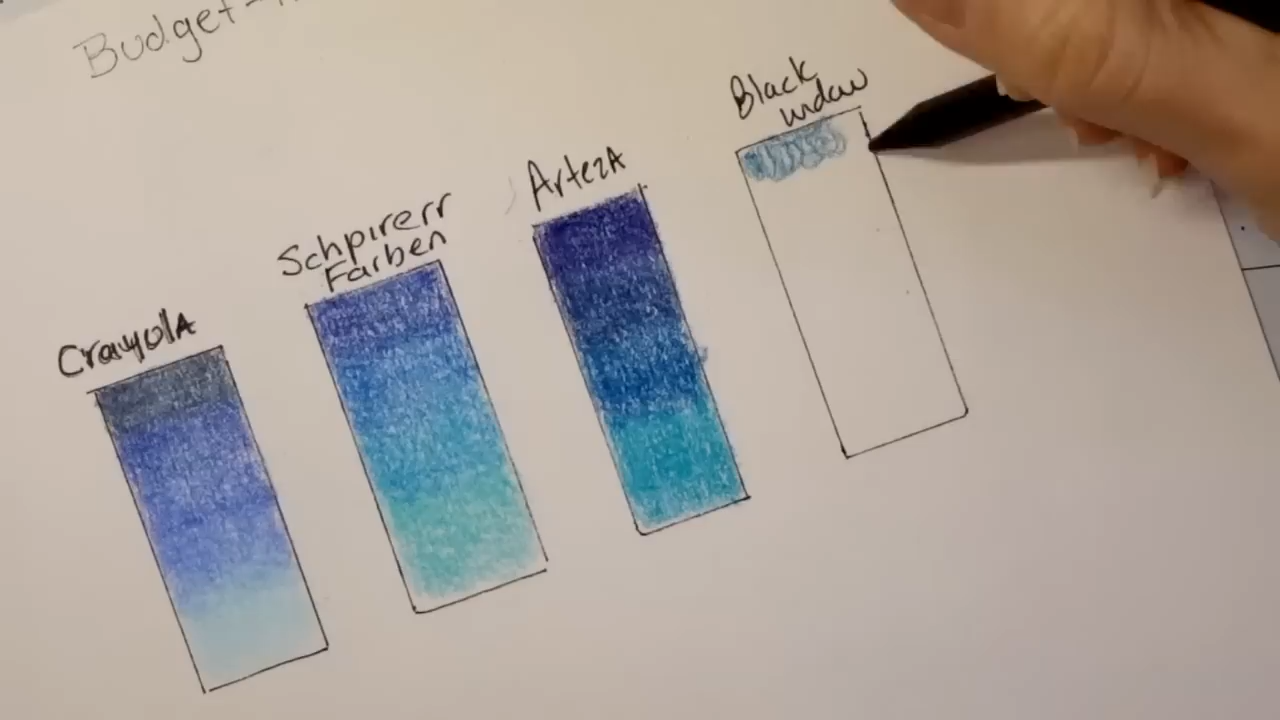 Budget-
Crayola
Schpirerr
Farben
Arteza
Black
widow